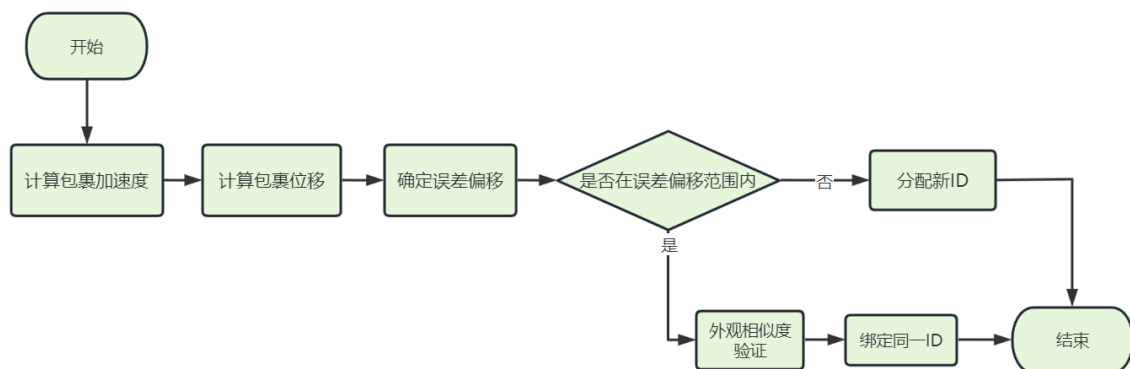 开始
计算包裹加速度
计算包裹位移
确定误差偏移
是否在误差偏移范围内
否
分配新ID
是
外观相似度
验证
绑定同一ID
结束